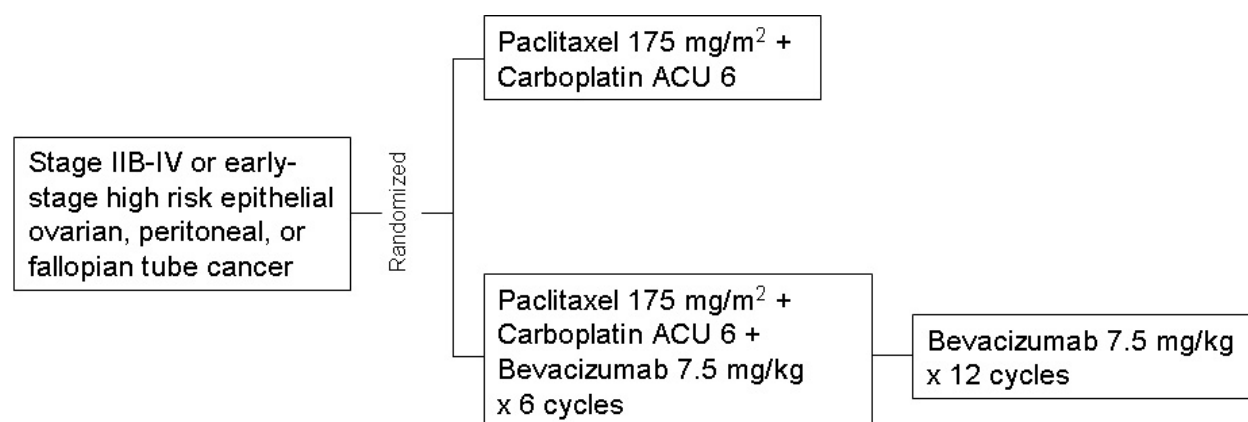 Paclitaxel 175 mg/m² +
Carboplatin ACU 6
Stage IIB-IV or early-
stage high risk epithelial
ovarian, peritoneal, or
fallopian tube cancer
Randomized
Paclitaxel 175 mg/m² +
Carboplatin ACU 6 +
Bevacizumab 7.5 mg/kg
x 6 cycles
Bevacizumab 7.5 mg/kg
x 12 cycles